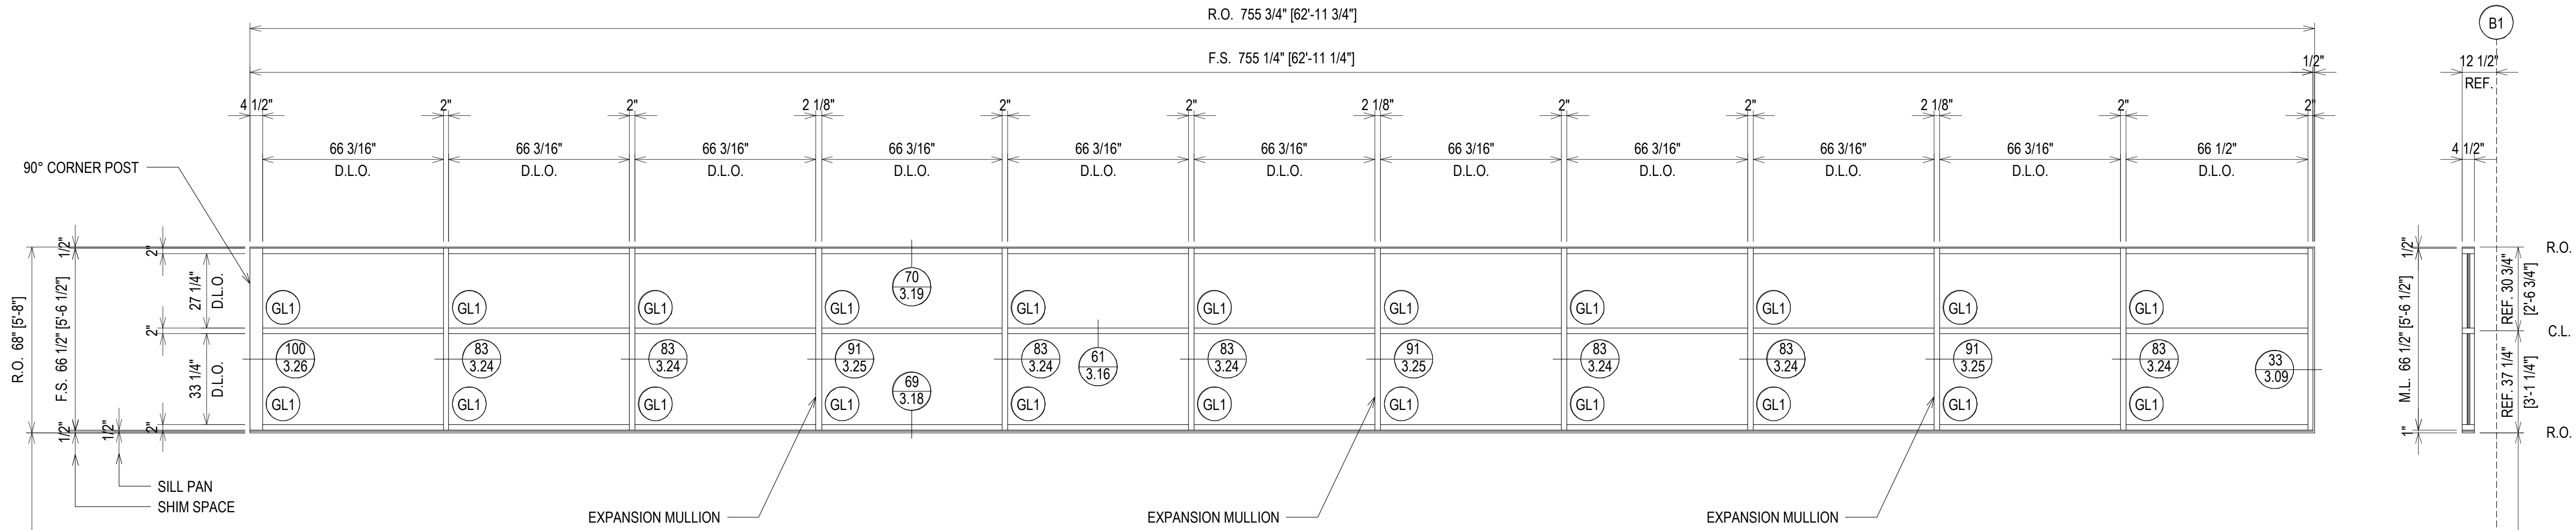 R.O. 755 3/4" [62'-11 3/4"]
B1
F.S. 755 1/4" [62'-11 1/4"]
1/2"
12 1/2"
REF.
4 1/2"
2"
2"
2 1/8"
2"
2"
2 1/8"
2"
2"
2 1/8"
2"
2"
66 3/16"
66 3/16"
66 3/16"
66 3/16"
66 3/16"
66 3/16"
66 3/16"
66 3/16"
66 3/16"
66 3/16"
66 1/2"
4 1/2"
D.L.O.
D.L.O.
D.L.O.
D.L.O.
D.L.O.
D.L.O.
D.L.O.
D.L.O.
D.L.O.
D.L.O.
D.L.O.
90° CORNER POST
R.O. 68" [5'-8"]
1/2"
F.S. 66 1/2" [5'-6 1/2"]
1/2"
1/2"
2"
27 1/4"
D.L.O.
2"
33 1/4"
D.L.O.
2"
70
3.19
GL1
GL1
GL1
GL1
GL1
GL1
GL1
GL1
GL1
GL1
GL1
100
3.26
83
3.24
83
3.24
91
3.25
83
3.24
61
3.16
83
3.24
91
3.25
83
3.24
83
3.24
91
3.25
83
3.24
33
3.09
69
3.18
GL1
GL1
GL1
GL1
GL1
GL1
GL1
GL1
GL1
GL1
GL1
1/2"
M.L. 66 1/2" [5'-6 1/2"]
1"
REF. 30 3/4"
[2'-6 3/4"]
REF. 37 1/4"
[3'-1 1/4"]
R.O.
C.L.
R.O.
SILL PAN
SHIM SPACE
EXPANSION MULLION
EXPANSION MULLION
EXPANSION MULLION